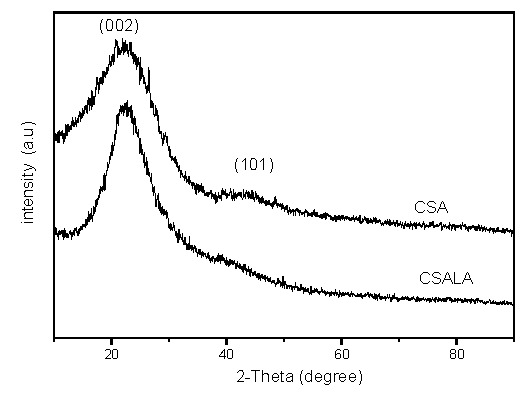 (002)
(101)
CSA
CSALA
intensity (a.u)
20 40 60 80
2-Theta (degree)